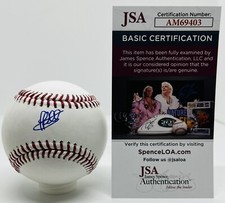 JSA
Certification Number:
AM69403
BASIC CERTIFICATION
This item has been fully examined by
James Spence Authentication, LLC and it
is our considered opinion that the
signature(s) is/are genuine.
Verify this certification by visiting
SpenceLOA.com
Follow us @jsaloa
JSA
James Spence
Authentication